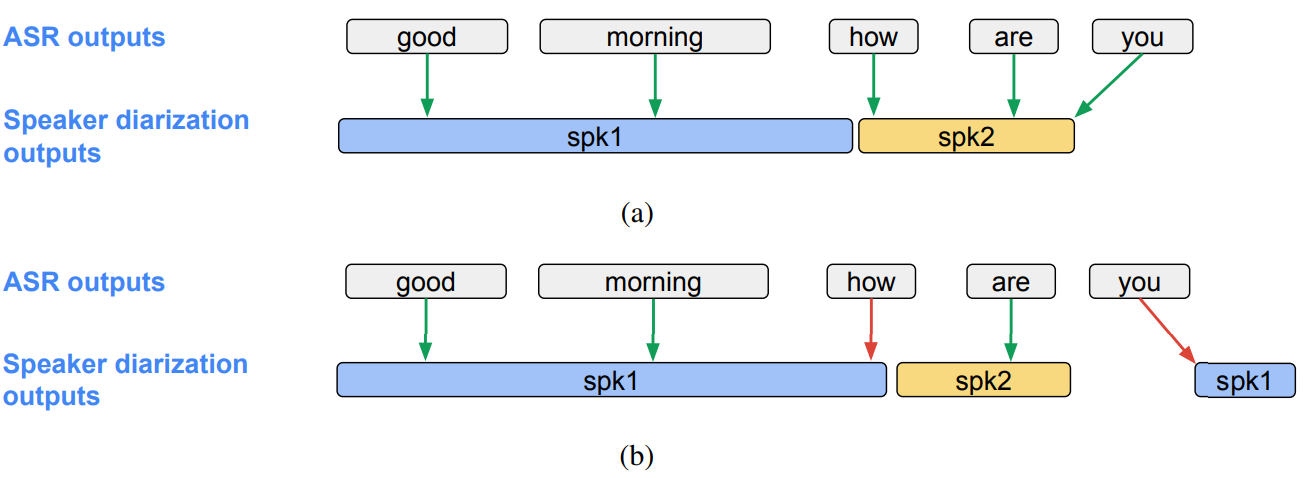 ASR outputs good morning how are you
Speaker diarization
outputs
spk1 spk2
(a)
ASR outputs good morning how are you
Speaker diarization
outputs
spk1 spk2 spk1
(b)